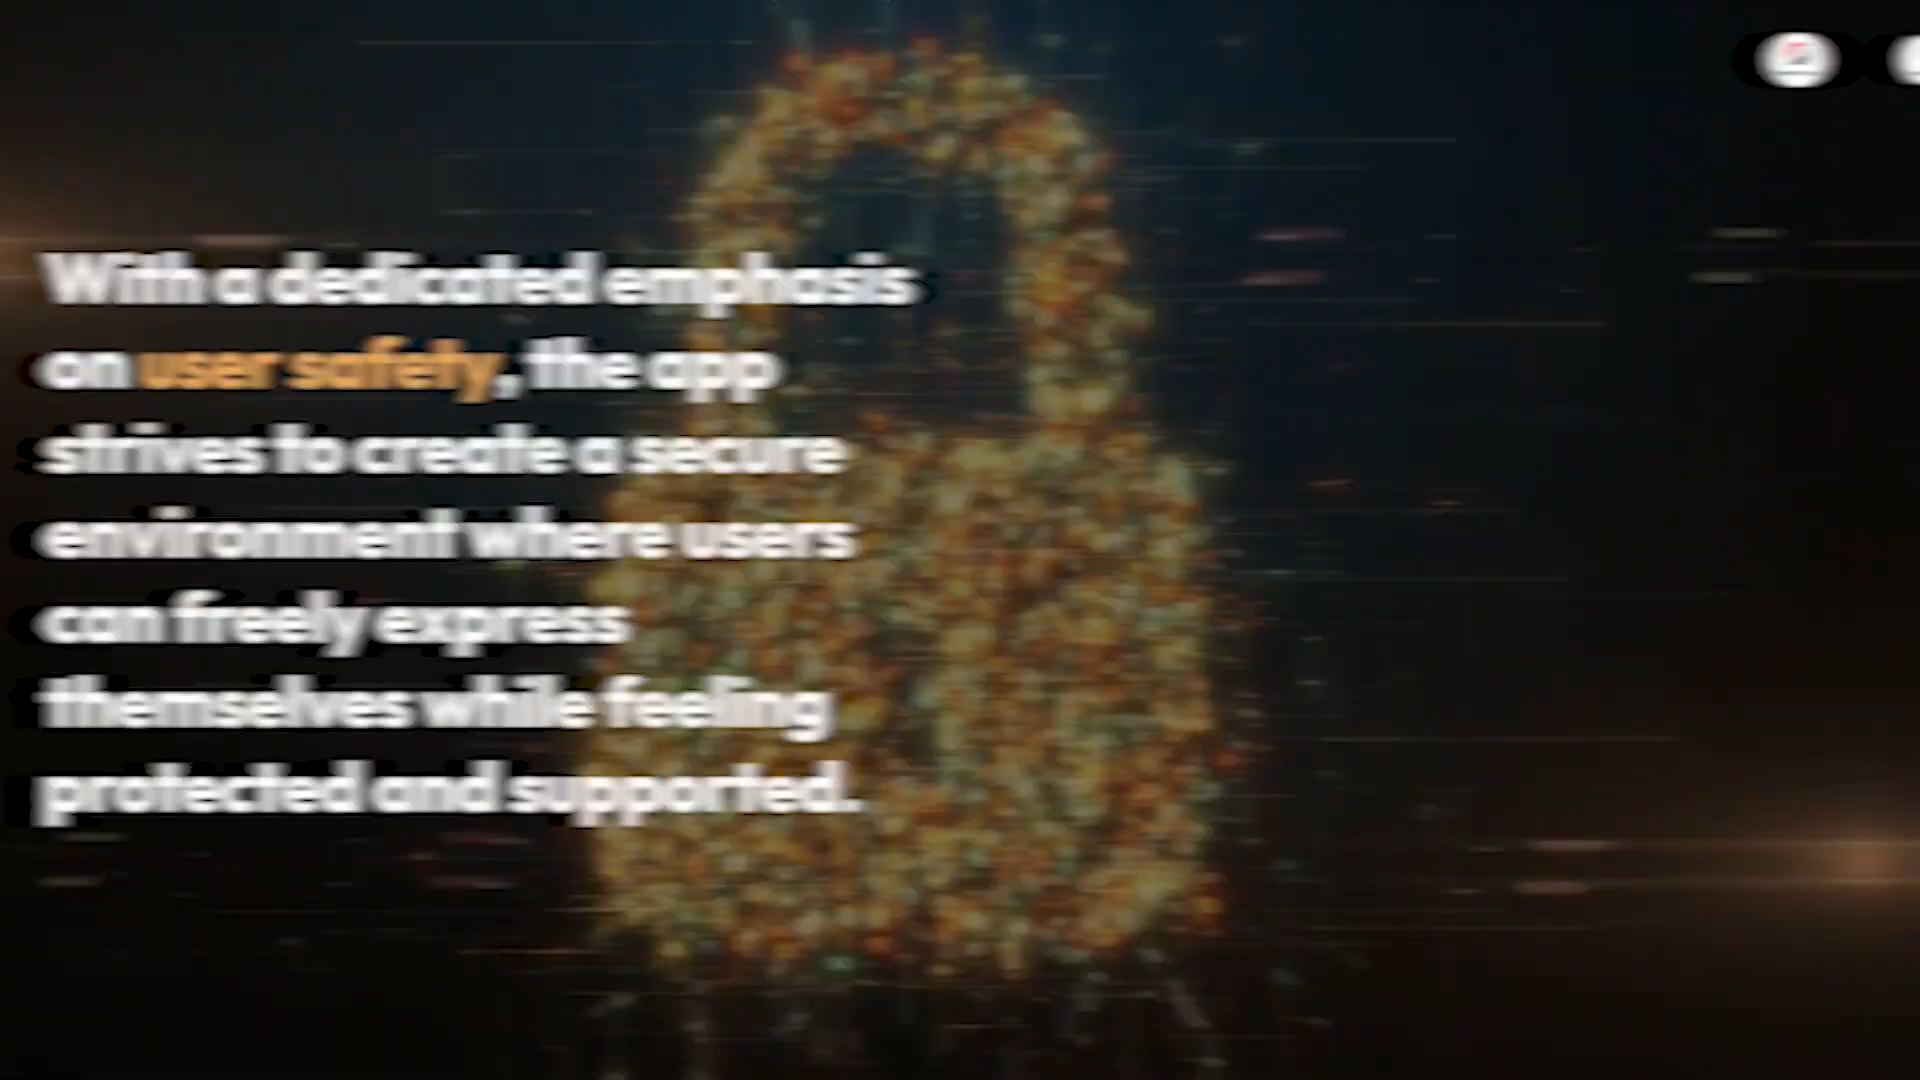 With a dedicated emphasis
on user safety, the app
strives to create a secure
environment where users
can freely express
themselves while feeling
protected and supported.